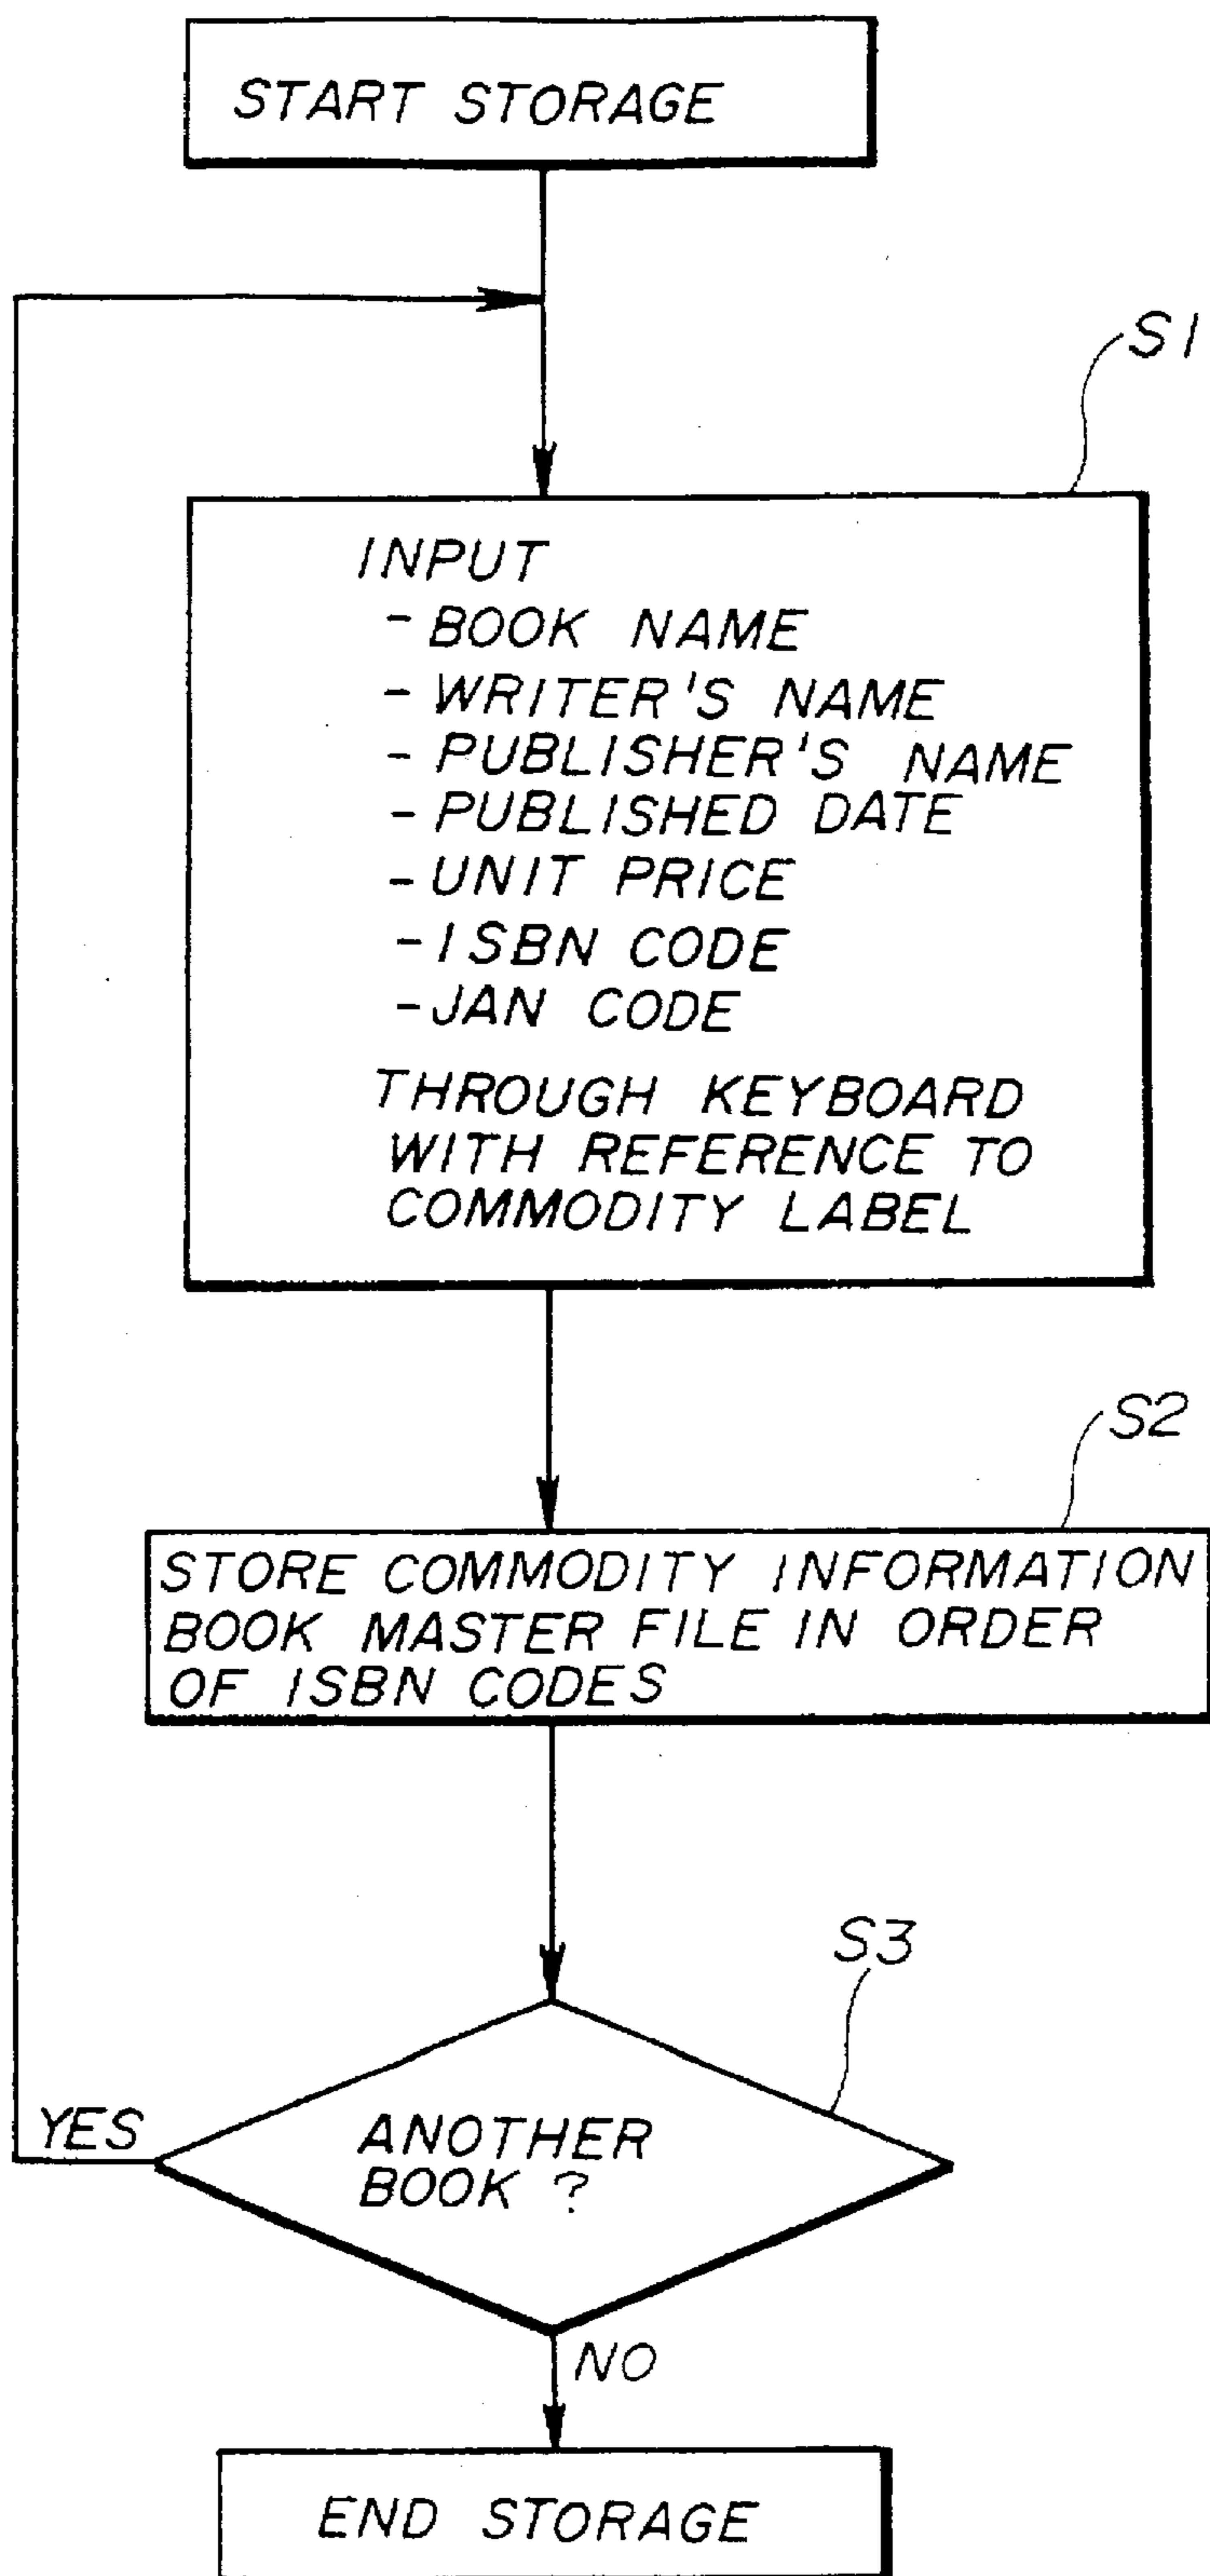 START STORAGE
S1
INPUT
- BOOK NAME
- WRITER'S NAME
- PUBLISHER'S NAME
- PUBLISHED DATE
- UNIT PRICE
- ISBN CODE
- JAN CODE
THROUGH KEYBOARD
WITH REFERENCE TO
COMMODITY LABEL
S2
STORE COMMODITY INFORMATION
BOOK MASTER FILE IN ORDER
OF ISBN CODES
S3
YES
ANOTHER
BOOK ?
NO
END STORAGE